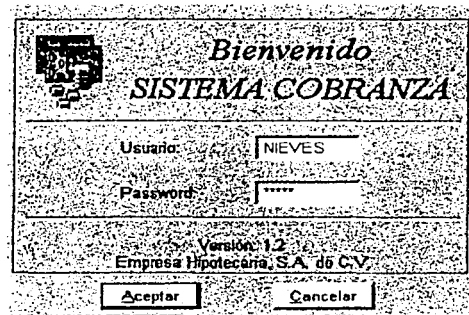 Bienvenido
SISTEMA COBRANZA
Usuario: NIEVES
Password: *****
Versión: 1.2
Empresa Hipotecaria, S.A. de C.V.
Aceptar Cancelar